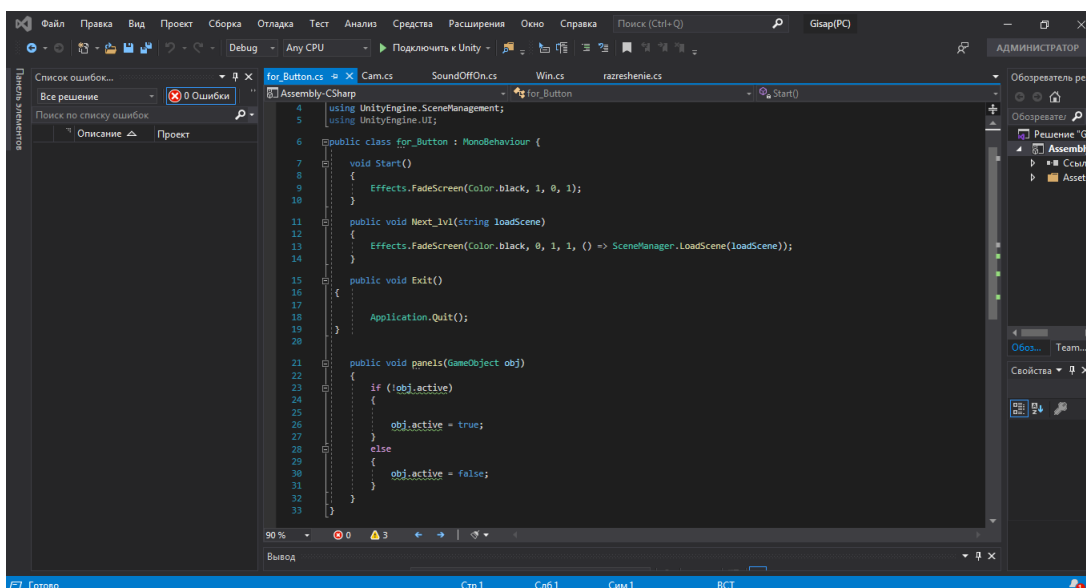 Файл Правка Вид Проект Сборка Отладка Тест Анализ Средства Расширения Окно Справка Поиск (Ctrl+Q) Gisap(PC)
Debug Any CPU Подключить к Unity АДМИНИСТРАТОР
Панель элементов
Список ошибок...
Все решение 0 Ошибки
Поиск по списку ошибок
Описание Проект
for_Button.cs Cam.cs SoundOffOn.cs Win.cs razreshenie.cs
Assembly-CSharp for_Button Start()
4 using UnityEngine.SceneManagement;
5 using UnityEngine.UI;
6 public class for_Button : MonoBehaviour {
7 void Start()
8 {
9 Effects.FadeScreen(Color.black, 1, 0, 1);
10 }
11 public void Next_lvl(string loadScene)
12 {
13 Effects.FadeScreen(Color.black, 0, 1, 1, () => SceneManager.LoadScene(loadScene));
14 }
15 public void Exit()
16 {
17
18 Application.Quit();
19 }
20
21 public void panels(GameObject obj)
22 {
23 if (!obj.active)
24 {
25
26 obj.active = true;
27 }
28 else
29 {
30 obj.active = false;
31 }
32 }
33 }
90 % 0 3
Вывод
Обозреватель ре
Обозревател
Решение "G
Assembl
Ссыл
Asset
Обоз... Team...
Свойства
Готово Стр 1 Слб 1 Сим 1 ВСТ